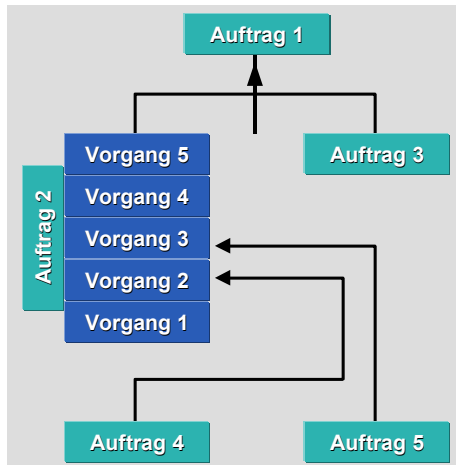 Auftrag 1
Vorgang 5
Auftrag 3
Vorgang 4
Auftrag 2
Vorgang 3
Vorgang 2
Vorgang 1
Auftrag 4
Auftrag 5